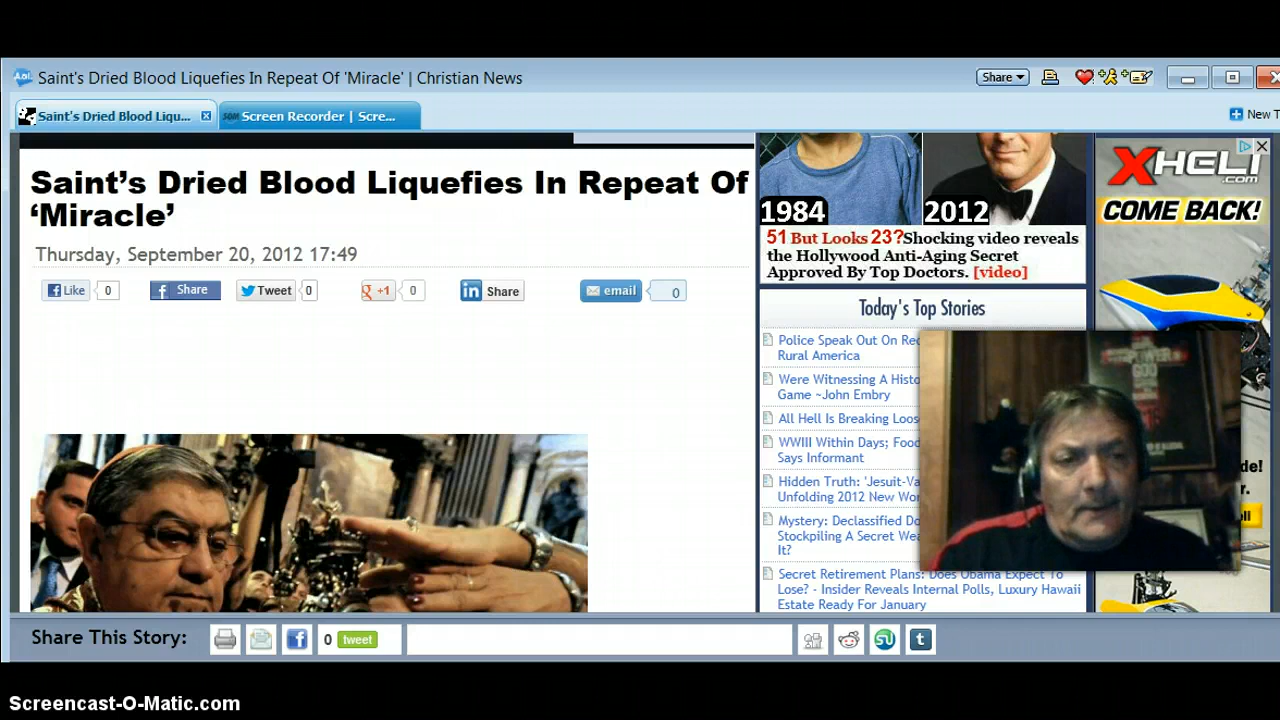 Saint's Dried Blood Liquefies In Repeat Of 'Miracle' | Christian News
Share
Saint's Dried Blood Liqu...
Screen Recorder | Scre...
New T
Saint's Dried Blood Liquefies In Repeat Of
'Miracle'
Thursday, September 20, 2012 17:49
Like 0
Share
Tweet 0
+1 0
Share
email 0
1984
2012
51 But Looks 23?Shocking video reveals
the Hollywood Anti-Aging Secret
Approved By Top Doctors. [video]
Today's Top Stories
Police Speak Out On Rec
Rural America
Were Witnessing A Histo
Game ~John Embry
All Hell Is Breaking Loos
WWIII Within Days; Food
Says Informant
Hidden Truth: 'Jesuit-Va
Unfolding 2012 New Wor
Mystery: Declassified Do
Stockpiling A Secret Wea
It?
Secret Retirement Plans: Does Obama Expect To
Lose? - Insider Reveals Internal Polls, Luxury Hawaii
Estate Ready For January
XHELI
.com
COME BACK!
POWER
GOD
Share This Story:
0 tweet
Screencast-O-Matic.com